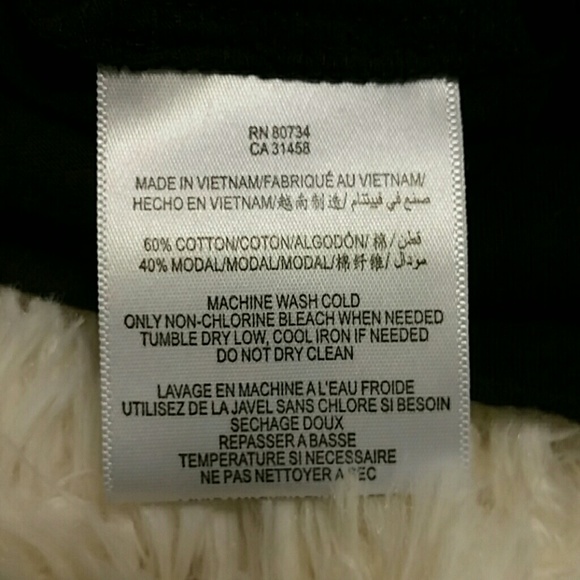 RN 80734
CA 31458
MADE IN VIETNAM/FABRIQUÉ AU VIETNAM/
HECHO EN VIETNAM/越南制造/ صنع في فييتنام
60% COTTON/COTON/ALGODÓN/ 棉/ قطن/
40% MODAL/MODAL/MODAL/棉纤维/ مودال/
MACHINE WASH COLD
ONLY NON-CHLORINE BLEACH WHEN NEEDED
TUMBLE DRY LOW, COOL IRON IF NEEDED
DO NOT DRY CLEAN
LAVAGE EN MACHINE A L'EAU FROIDE
UTILISEZ DE LA JAVEL SANS CHLORE SI BESOIN
SECHAGE DOUX
REPASSER A BASSE
TEMPERATURE SI NECESSAIRE
NE PAS NETTOYER A SEC